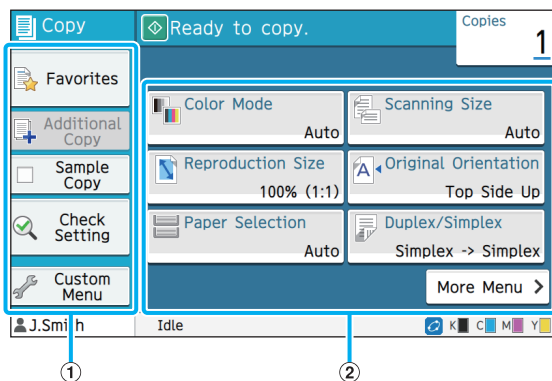 Copy
Ready to copy.
Copies
1
Favorites
Additional
Copy
Sample
Copy
Check
Setting
Custom
Menu
Color Mode
Auto
Scanning Size
Auto
Reproduction Size
100% (1:1)
Original Orientation
Top Side Up
Paper Selection
Auto
Duplex/Simplex
Simplex -> Simplex
More Menu >
J.Smith
Idle
K C M Y
① ②